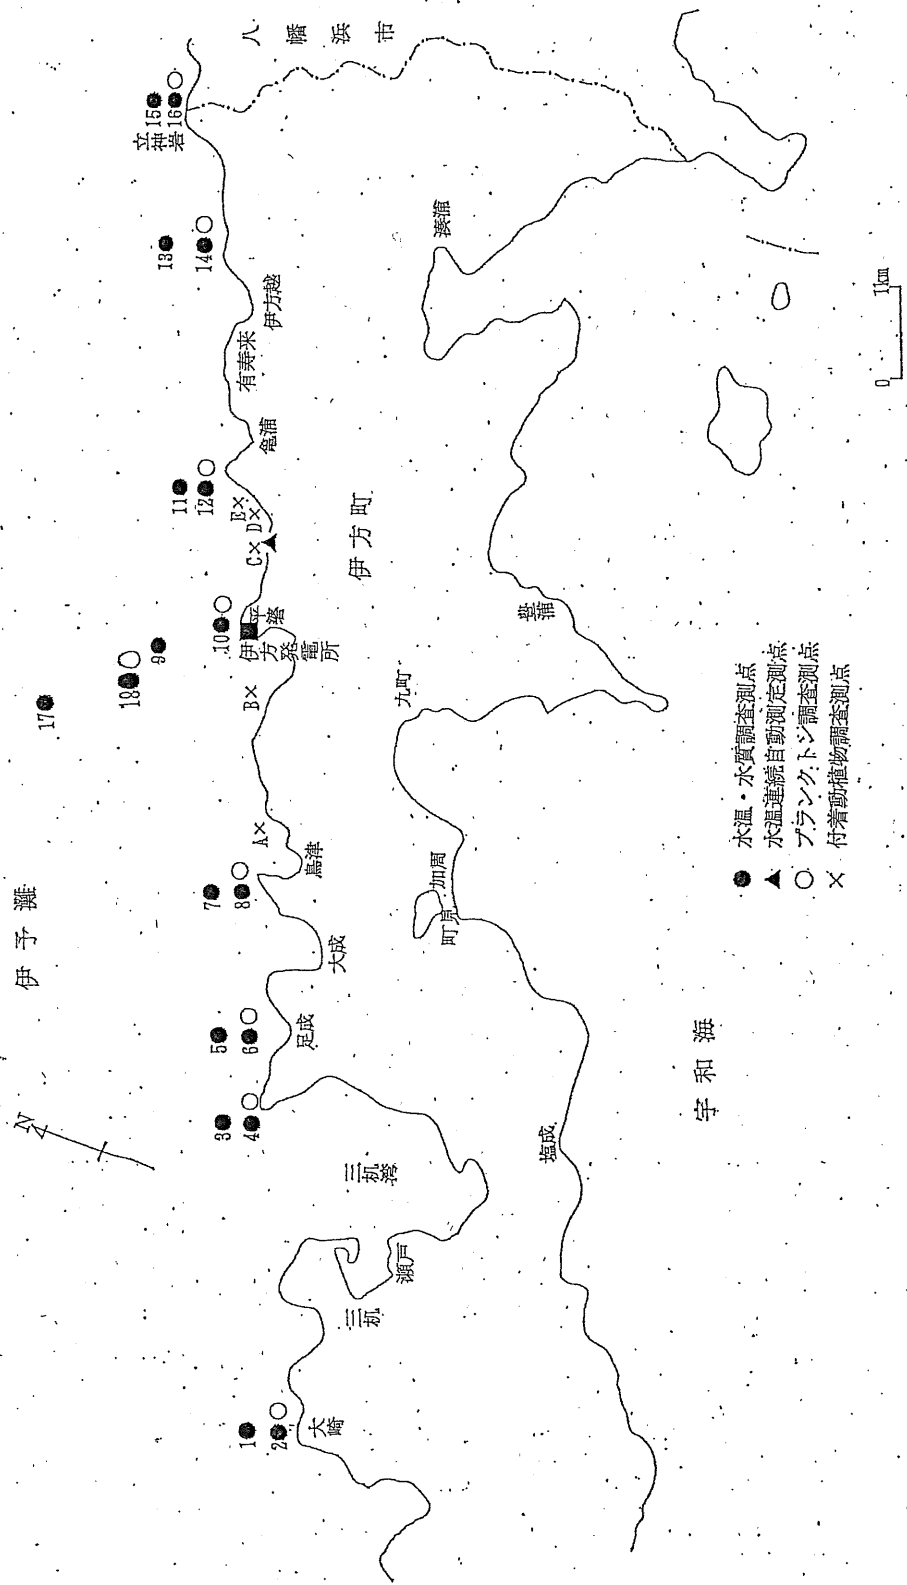 伊予灘
N
八幡浜市
立神岩
15
16
13
14
伊方越
有寿来
亀浦
11
12
E
D
C
伊方町
湊浦
10
平碆
伊方発電所
9
18
17
B
A
鳥津
7
8
大成
足成
5
6
3
4
三机湾
瀬戸
三机
大崎
1
2
九町
豊浦
加周
町見
塩成
宇和海
0 1km
● 水温・水質調査測点
▲ 水温連続自動測定測点
○ プランクトン調査測点
× 付着動植物調査測点